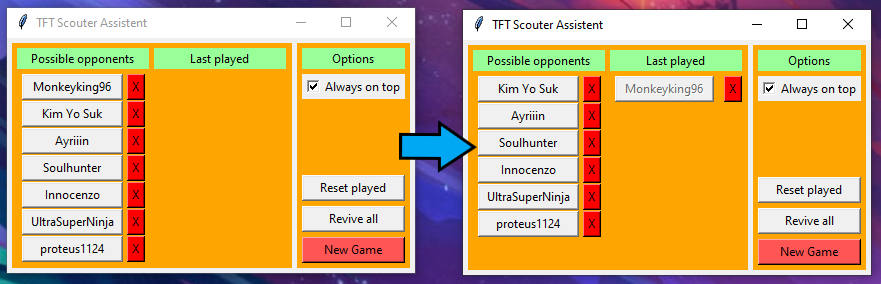 TFT Scouter Assistent
Possible opponents Last played Options
Monkeyking96 X Always on top
Kim Yo Suk X
Ayriiin X
Soulhunter X
Innocenzo X Reset played
UltraSuperNinja X Revive all
proteus1124 X New Game
TFT Scouter Assistent
Possible opponents Last played Options
Kim Yo Suk X Monkeyking96 X Always on top
Ayriiin X
Soulhunter X
Innocenzo X
UltraSuperNinja X Reset played
proteus1124 X Revive all
New Game